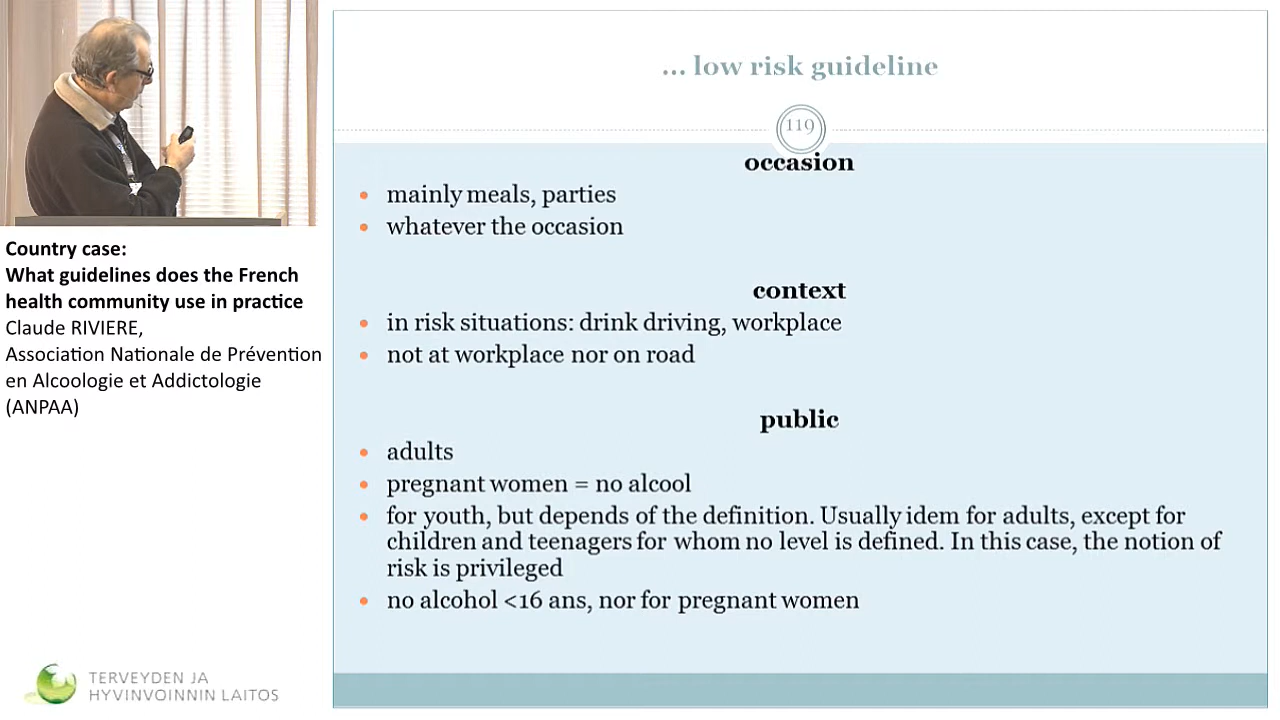 ... low risk guideline
119
occasion
mainly meals, parties
whatever the occasion
context
in risk situations: drink driving, workplace
not at workplace nor on road
public
adults
pregnant women = no alcool
for youth, but depends of the definition. Usually idem for adults, except for
children and teenagers for whom no level is defined. In this case, the notion of
risk is privileged
no alcohol <16 ans, nor for pregnant women
Country case:
What guidelines does the French
health community use in practice
Claude RIVIERE,
Association Nationale de Prévention
en Alcoologie et Addictologie
(ANPAA)
TERVEYDEN JA
HYVINVOINNIN LAITOS